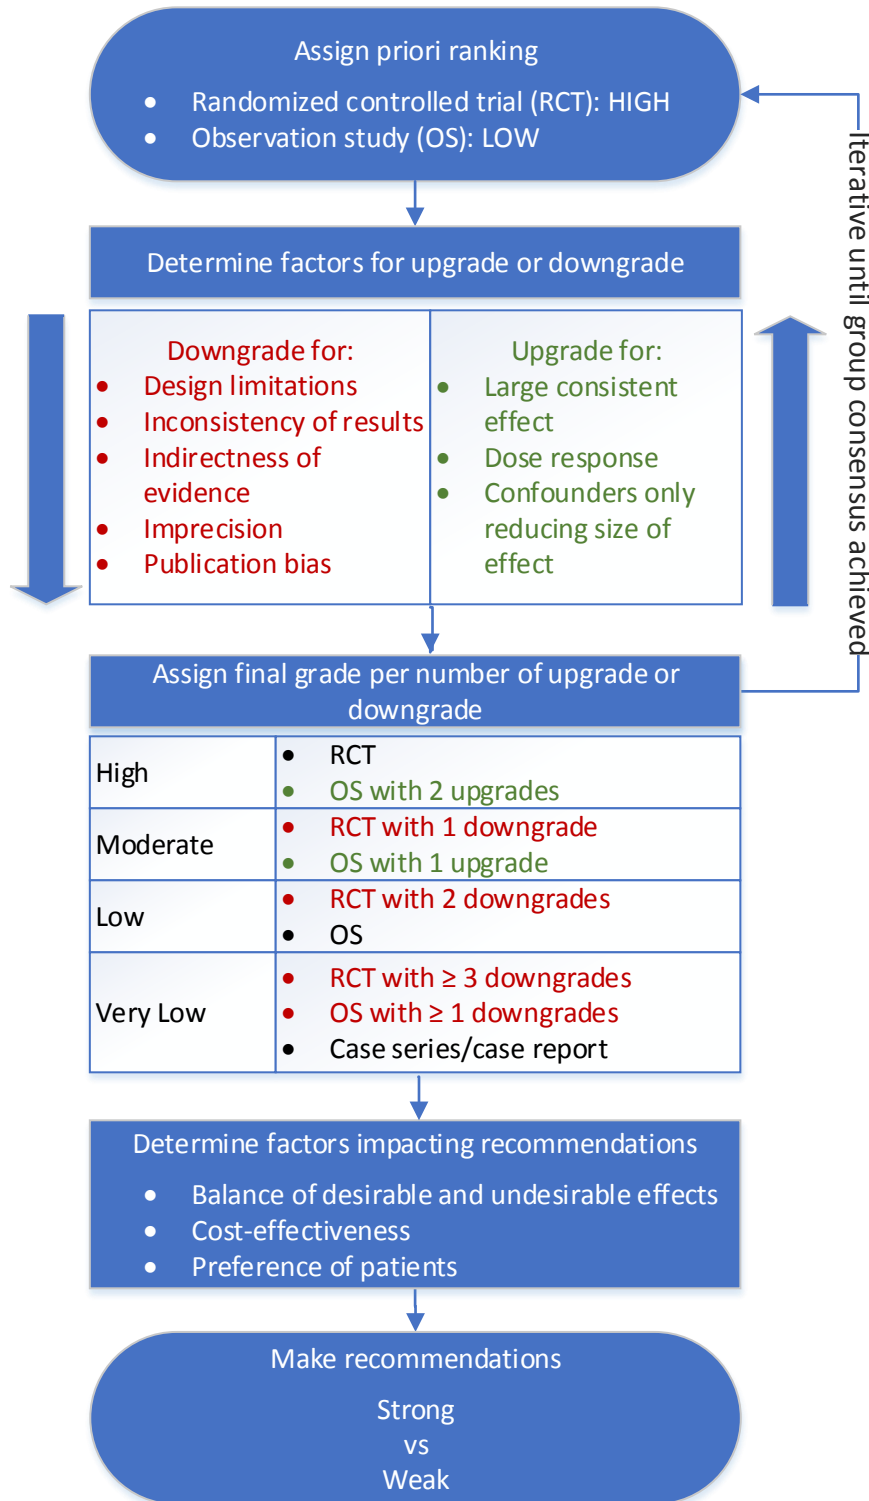 Assign priori ranking
• Randomized controlled trial (RCT): HIGH
• Observation study (OS): LOW
Iterative until group consensus achieved
Determine factors for upgrade or downgrade
Downgrade for:
• Design limitations
• Inconsistency of results
• Indirectness of
evidence
• Imprecision
• Publication bias
Upgrade for:
• Large consistent
effect
• Dose response
• Confounders only
reducing size of
effect
Assign final grade per number of upgrade or
downgrade
High
• RCT
• OS with 2 upgrades
Moderate
• RCT with 1 downgrade
• OS with 1 upgrade
Low
• RCT with 2 downgrades
• OS
Very Low
• RCT with ≥ 3 downgrades
• OS with ≥ 1 downgrades
• Case series/case report
Determine factors impacting recommendations
• Balance of desirable and undesirable effects
• Cost-effectiveness
• Preference of patients
Make recommendations
Strong
vs
Weak